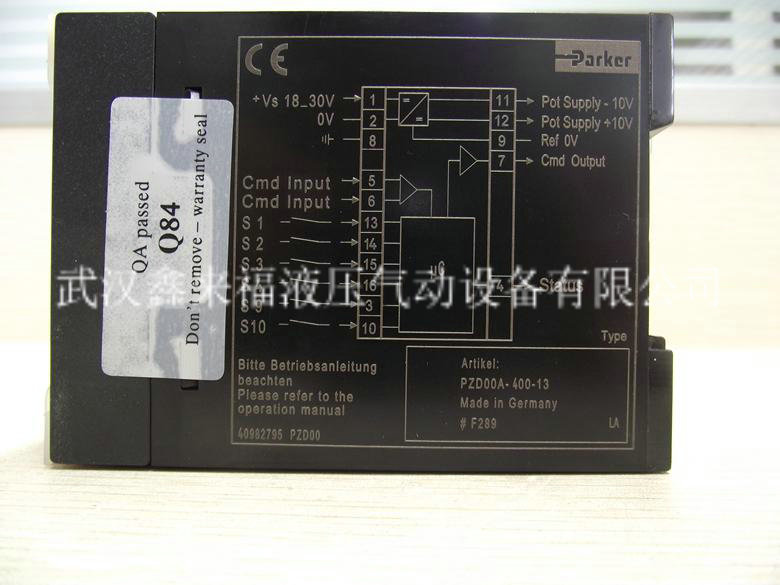 CE
Parker
+Vs 18_30V 1
0V 2
8
11 Pot Supply - 10V
12 Pot Supply +10V
9 Ref 0V
7 Cmd Output
Cmd Input 5
Cmd Input 6
S 1 13
S 2 14
S 3 15
16
3
S10 10
µC
4 Status
QA passed
Q84
Don't remove – warranty seal
武汉鑫来福液压气动设备有限公司
Type
Bitte Betriebsanleitung
beachten
Please refer to the
operation manual
40982795 PZD00
Artikel:
PZD00A-400-13
Made in Germany
# F289
LA